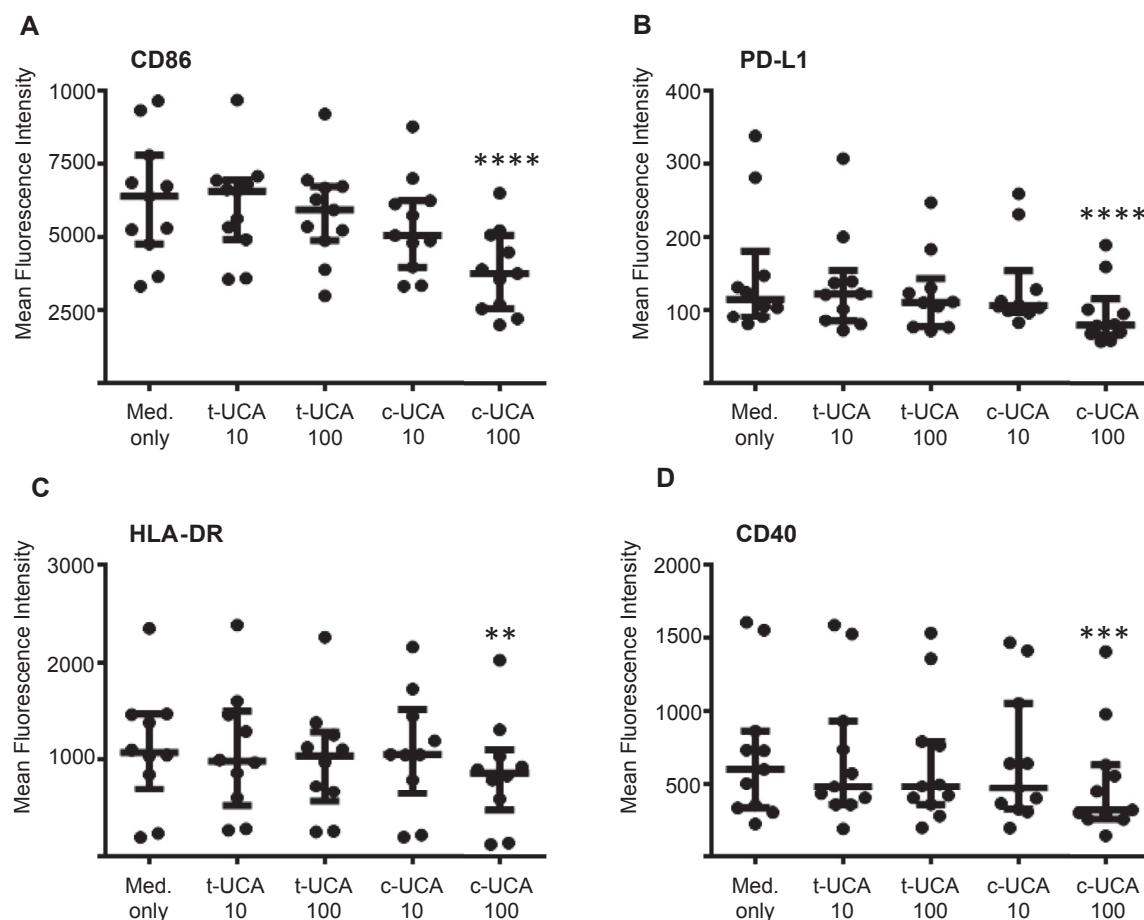 A
CD86
Mean Fluorescence Intensity
1000
7500
5000
2500
****
Med. only
t-UCA 10
t-UCA 100
c-UCA 10
c-UCA 100
B
PD-L1
Mean Fluorescence Intensity
400
300
200
100
****
Med. only
t-UCA 10
t-UCA 100
c-UCA 10
c-UCA 100
C
HLA-DR
Mean Fluorescence Intensity
3000
2000
1000
**
Med. only
t-UCA 10
t-UCA 100
c-UCA 10
c-UCA 100
D
CD40
Mean Fluorescence Intensity
2000
1500
1000
500
***
Med. only
t-UCA 10
t-UCA 100
c-UCA 10
c-UCA 100